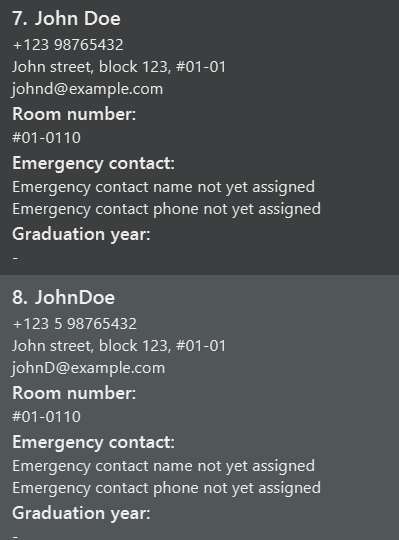 7. John Doe
+123 98765432
John street, block 123, #01-01
johnd@example.com
Room number:
#01-0110
Emergency contact:
Emergency contact name not yet assigned
Emergency contact phone not yet assigned
Graduation year:
-
8. JohnDoe
+123 5 98765432
John street, block 123, #01-01
johnD@example.com
Room number:
#01-0110
Emergency contact:
Emergency contact name not yet assigned
Emergency contact phone not yet assigned
Graduation year:
-